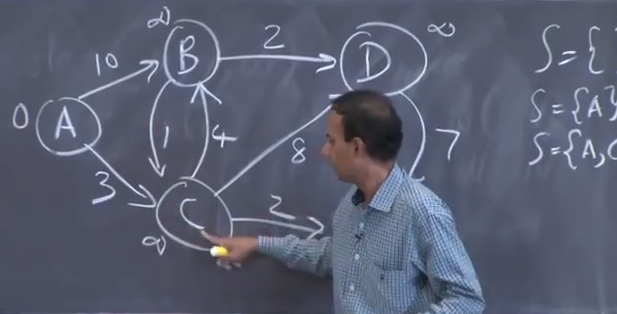 ∞ ∞
B 2 D S={
10
0 A 1 4 8 7 S={A}
3 S={A,C
C 2
∞